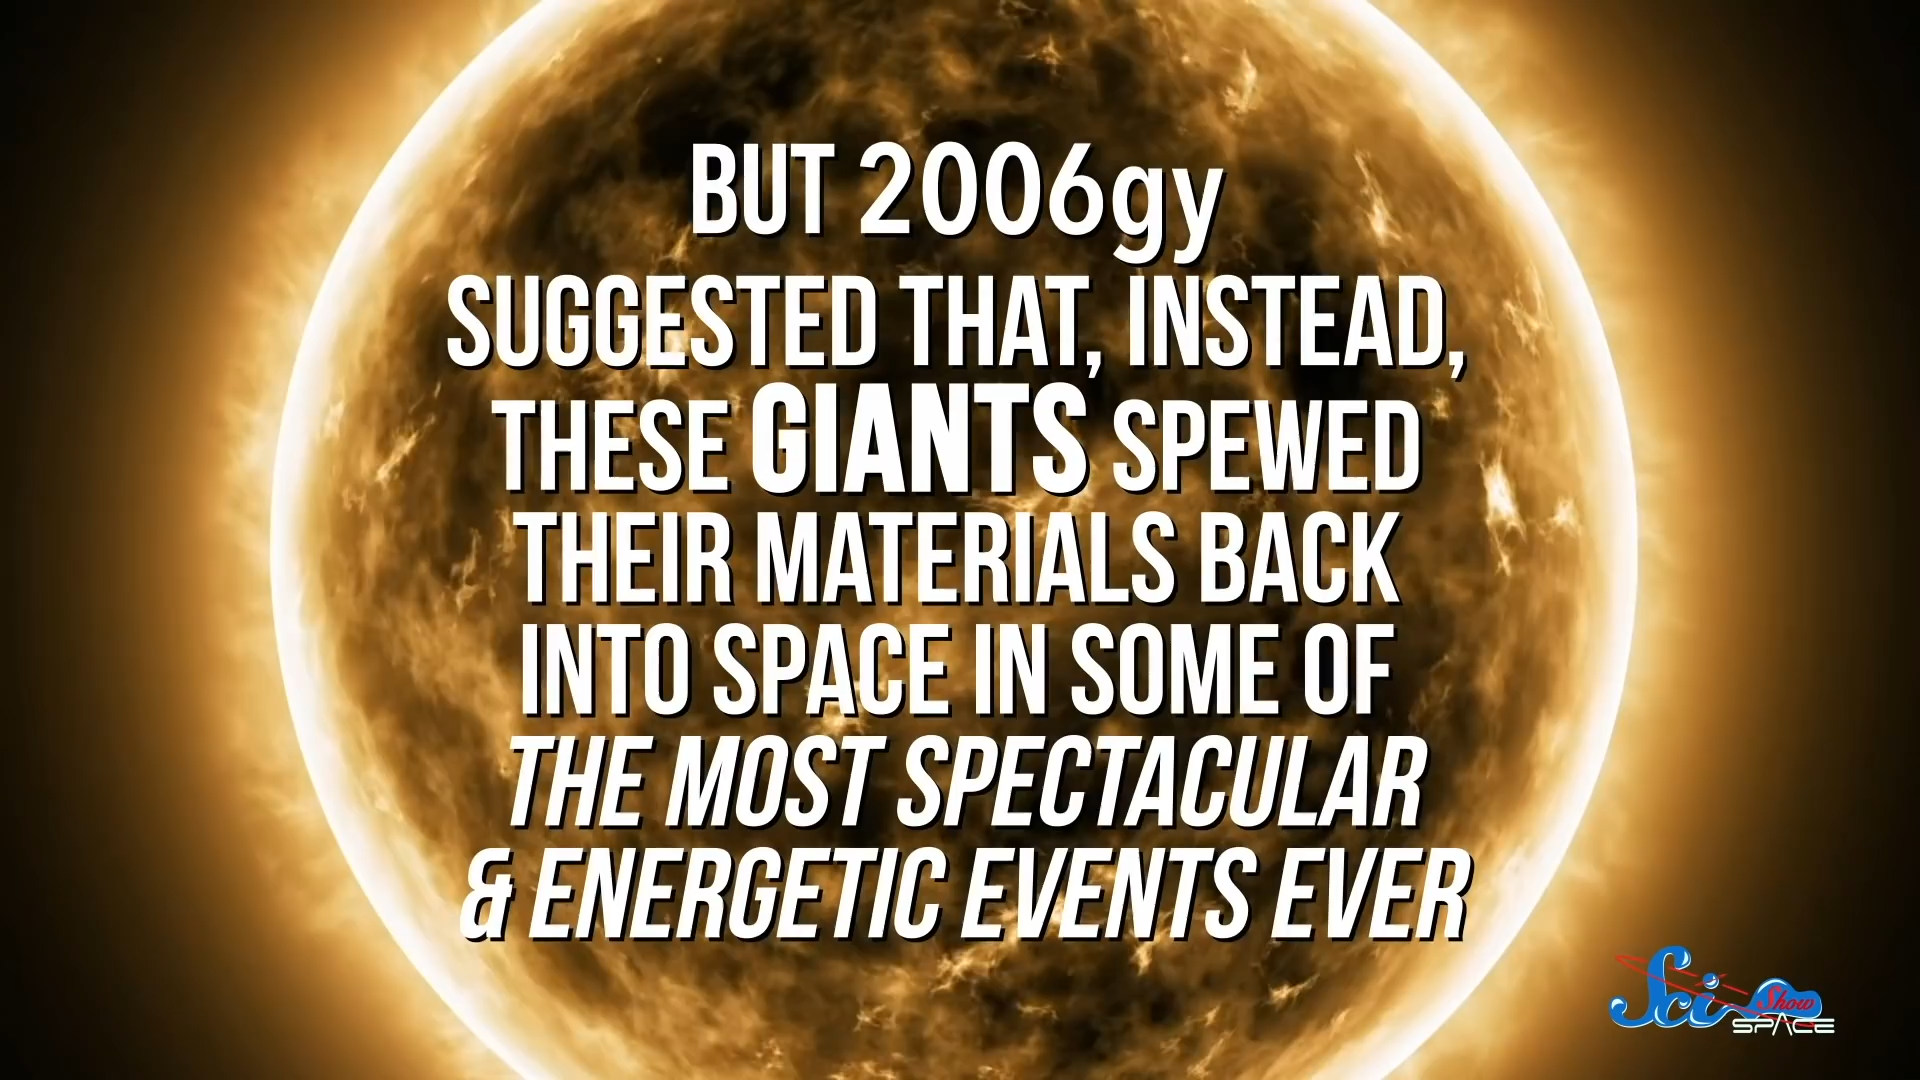 BUT 2006gy
SUGGESTED THAT, INSTEAD,
THESE GIANTS SPEWED
THEIR MATERIALS BACK
INTO SPACE IN SOME OF
THE MOST SPECTACULAR
& ENERGETIC EVENTS EVER
Sci Show
SPACE